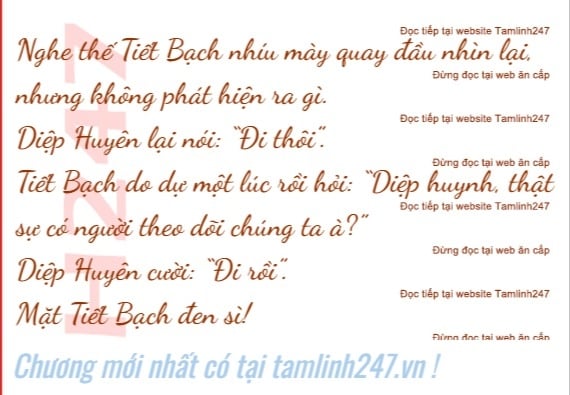 Đọc tiếp tại website Tamlinh247
Nghe thế Tiết Bạch nhíu mày quay đầu nhìn lại,
Đừng đọc tại web ăn cắp
nhưng không phát hiện ra gì.
Đọc tiếp tại website Tamlinh247
Diệp Huyên lại nói: “Đi thôi”.
Đừng đọc tại web ăn cắp
Tiết Bạch do dự một lúc rồi hỏi: “Diệp huynh, thật
Đọc tiếp tại website Tamlinh247
sự có người theo dõi chúng ta à?”
Đừng đọc tại web ăn cắp
Diệp Huyên cười: “Đi rồi”.
Đọc tiếp tại website Tamlinh247
Mặt Tiết Bạch đen sì!
Đừng đọc tại web ăn cắp
H247
Chương mới nhất có tại tamlinh247.vn !